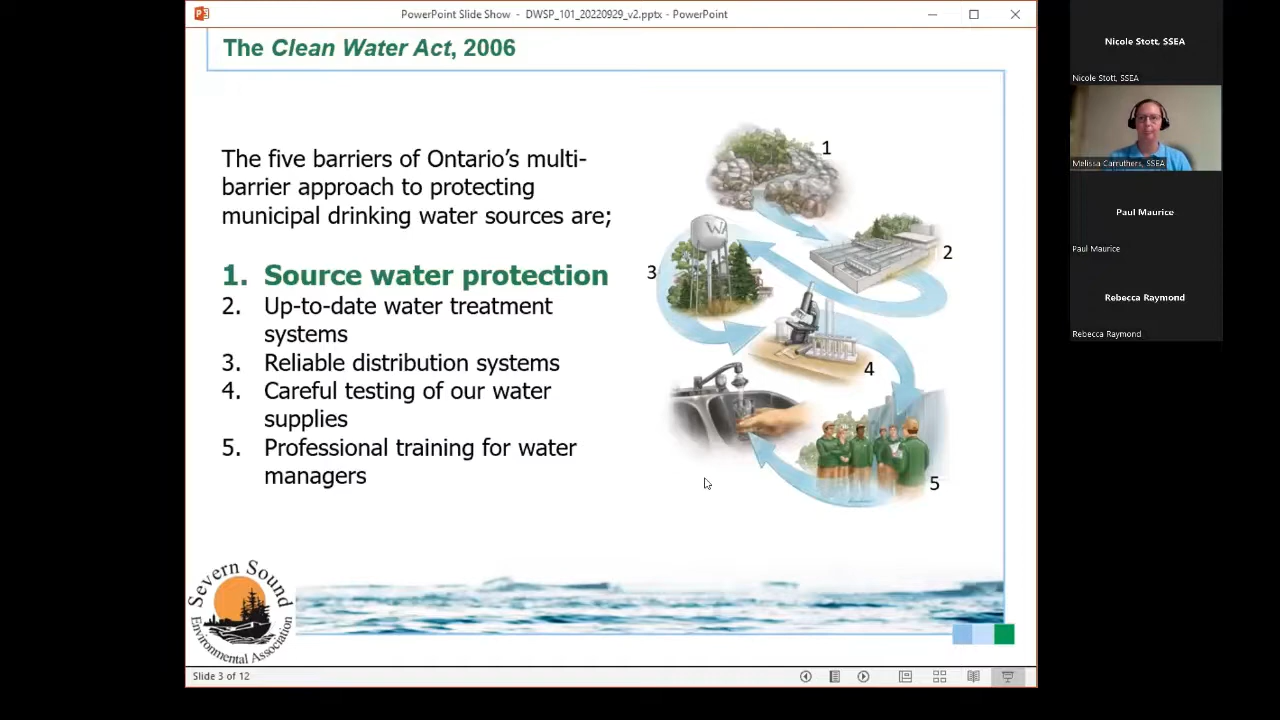 PowerPoint Slide Show - DWSP_101_20220929_v2.pptx - PowerPoint
The Clean Water Act, 2006
The five barriers of Ontario's multi-
barrier approach to protecting
municipal drinking water sources are;
1. Source water protection
2. Up-to-date water treatment
systems
3. Reliable distribution systems
4. Careful testing of our water
supplies
5. Professional training for water
managers
1
2
3
WA
4
5
Severn Sound
Environmental Association
Slide 3 of 12
Nicole Stott, SSEA
Nicole Stott, SSEA
Melissa Carruthers, SSEA
Paul Maurice
Paul Maurice
Rebecca Raymond
Rebecca Raymond